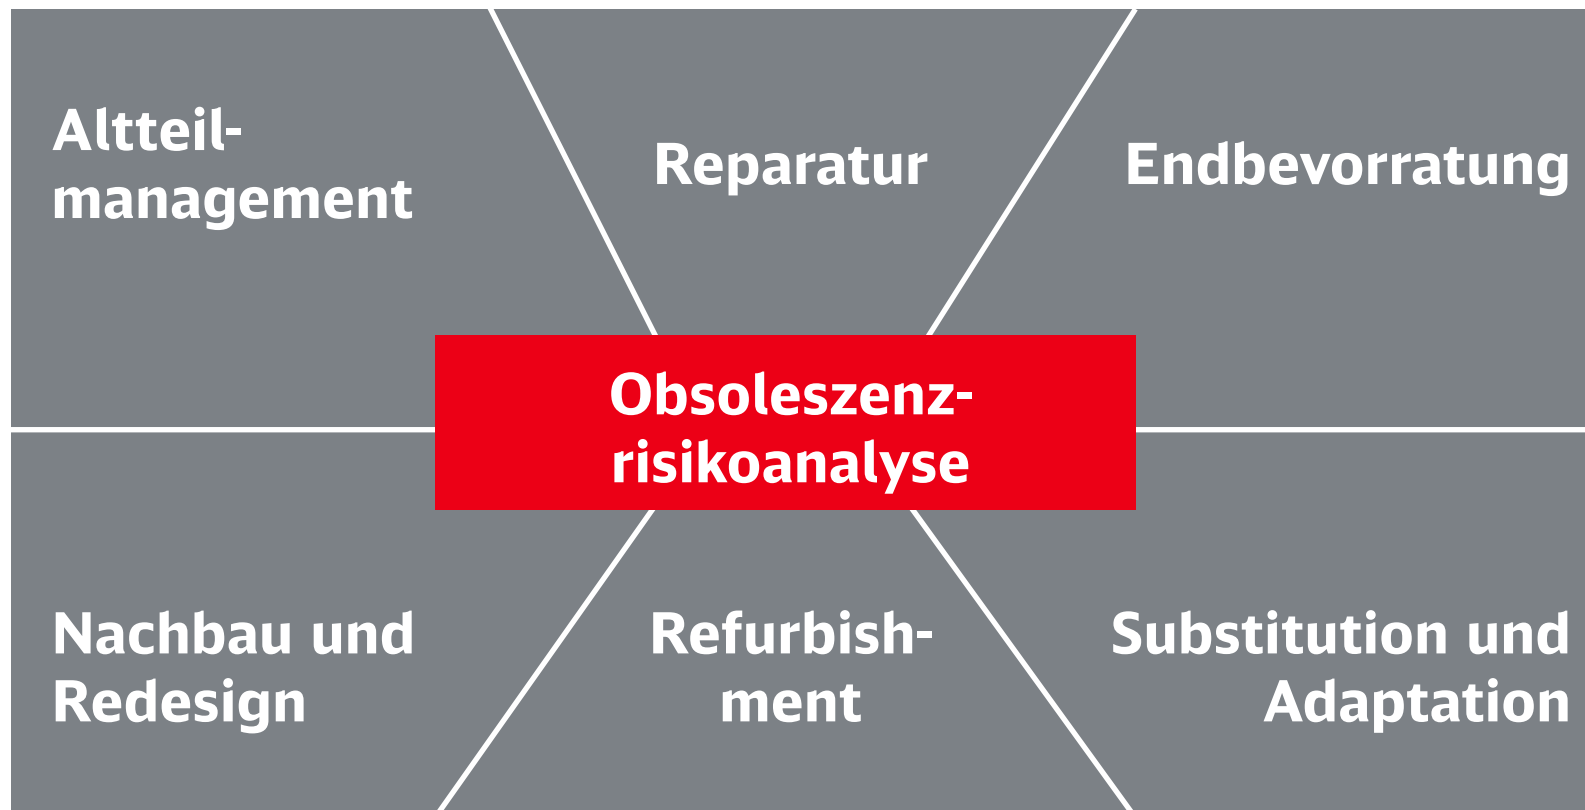 Altteil-
management
Reparatur
Endbevorratung
Obsoleszenz-
risikoanalyse
Nachbau und
Redesign
Refurbish-
ment
Substitution und
Adaptation